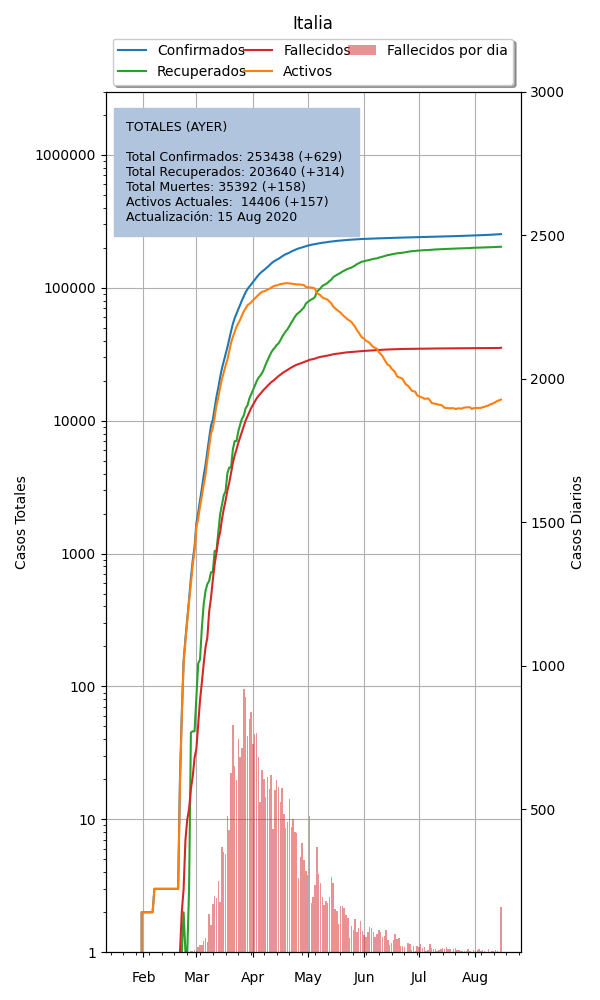 Italia
Confirmados Fallecidos Fallecidos por dia
Recuperados Activos
TOTALES (AYER)
Total Confirmados: 253438 (+629)
Total Recuperados: 203640 (+314)
Total Muertes: 35392 (+158)
Activos Actuales:  14406 (+157)
Actualización: 15 Aug 2020
Casos Totales
1000000
100000
10000
1000
100
10
1
3000
2500
2000
1500
1000
500
Casos Diarios
Feb Mar Apr May Jun Jul Aug